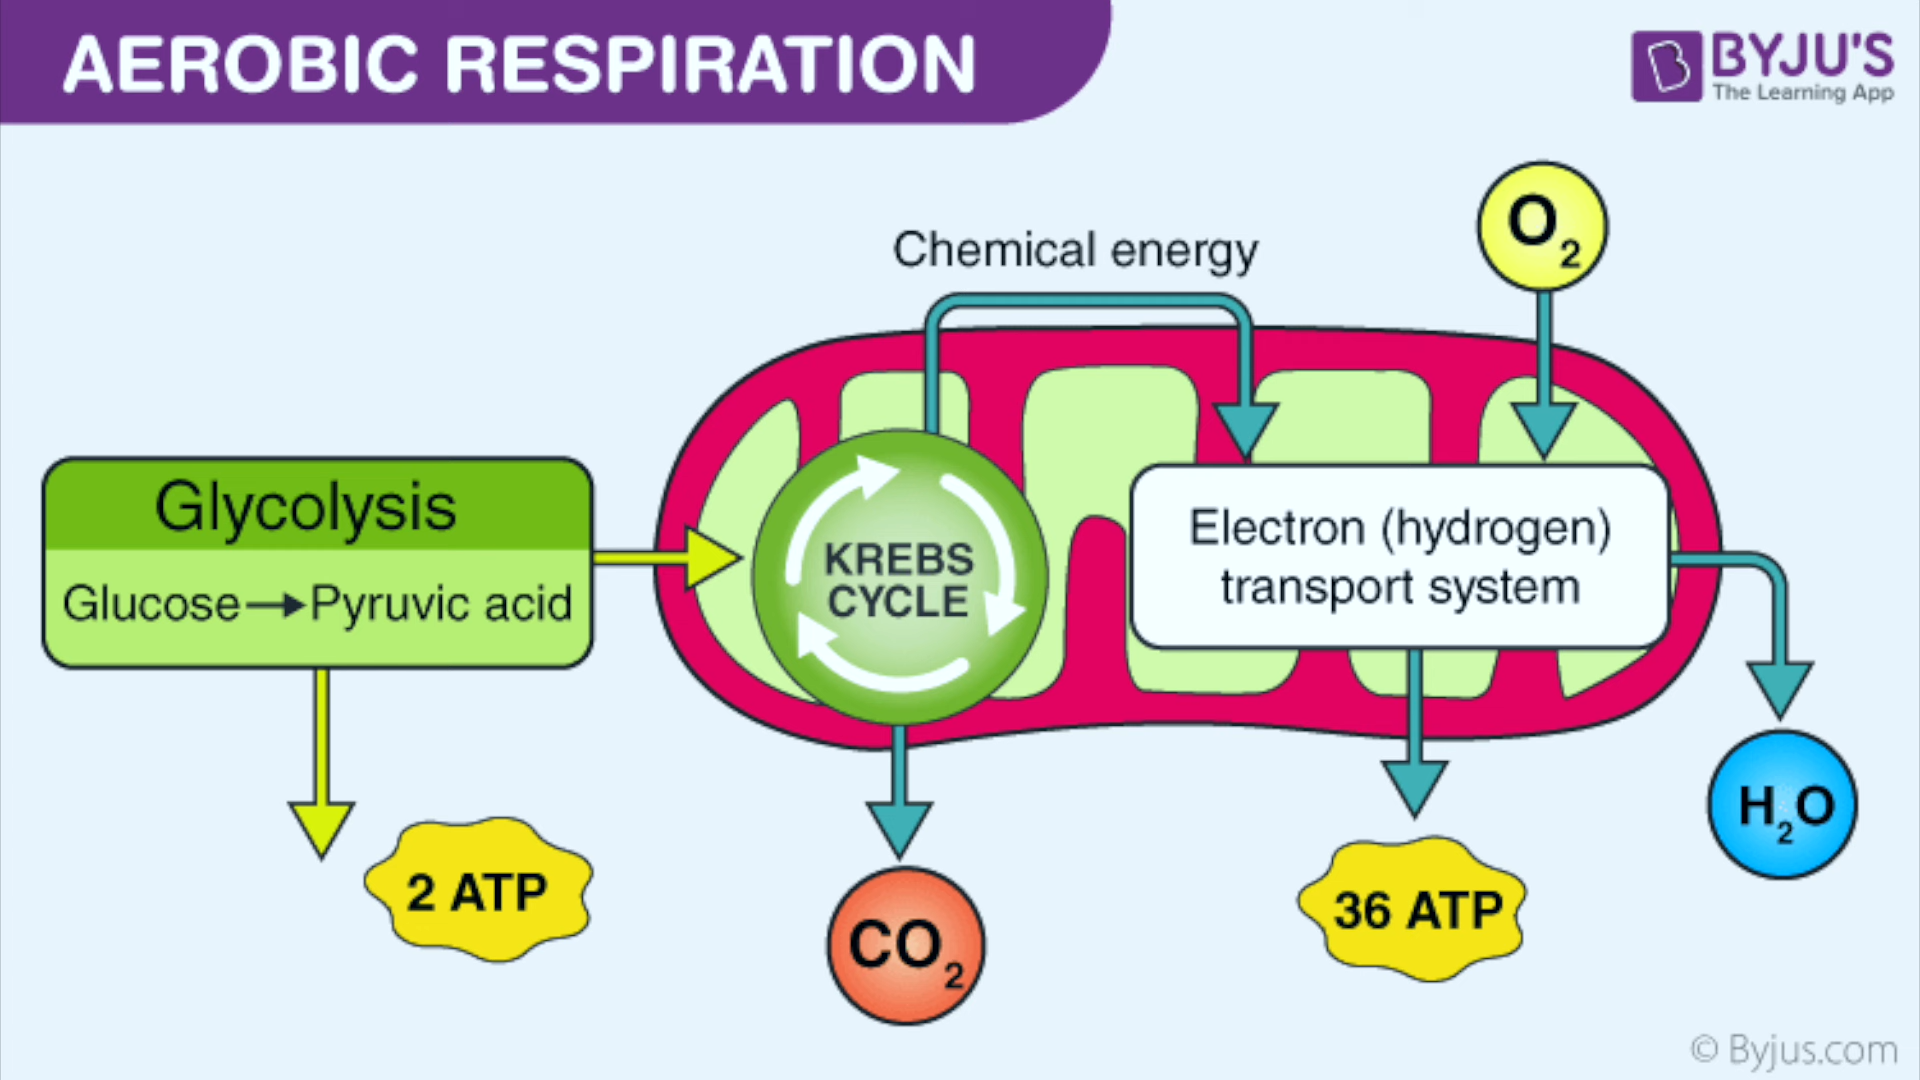 AEROBIC RESPIRATION
BYJU'S
The Learning App
O₂
Chemical energy
Glycolysis
Glucose→Pyruvic acid
KREBS
CYCLE
Electron (hydrogen)
transport system
2 ATP
CO₂
36 ATP
H₂O
© Byjus.com